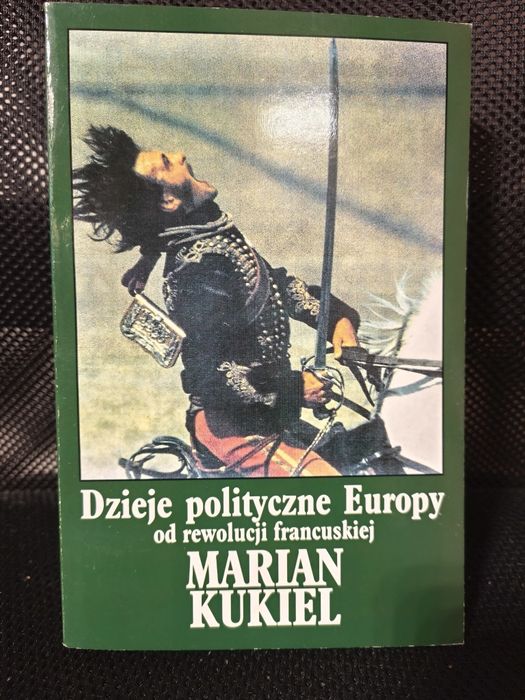 Dzieje polityczne Europy
od rewolucji francuskiej
MARIAN
KUKIEL